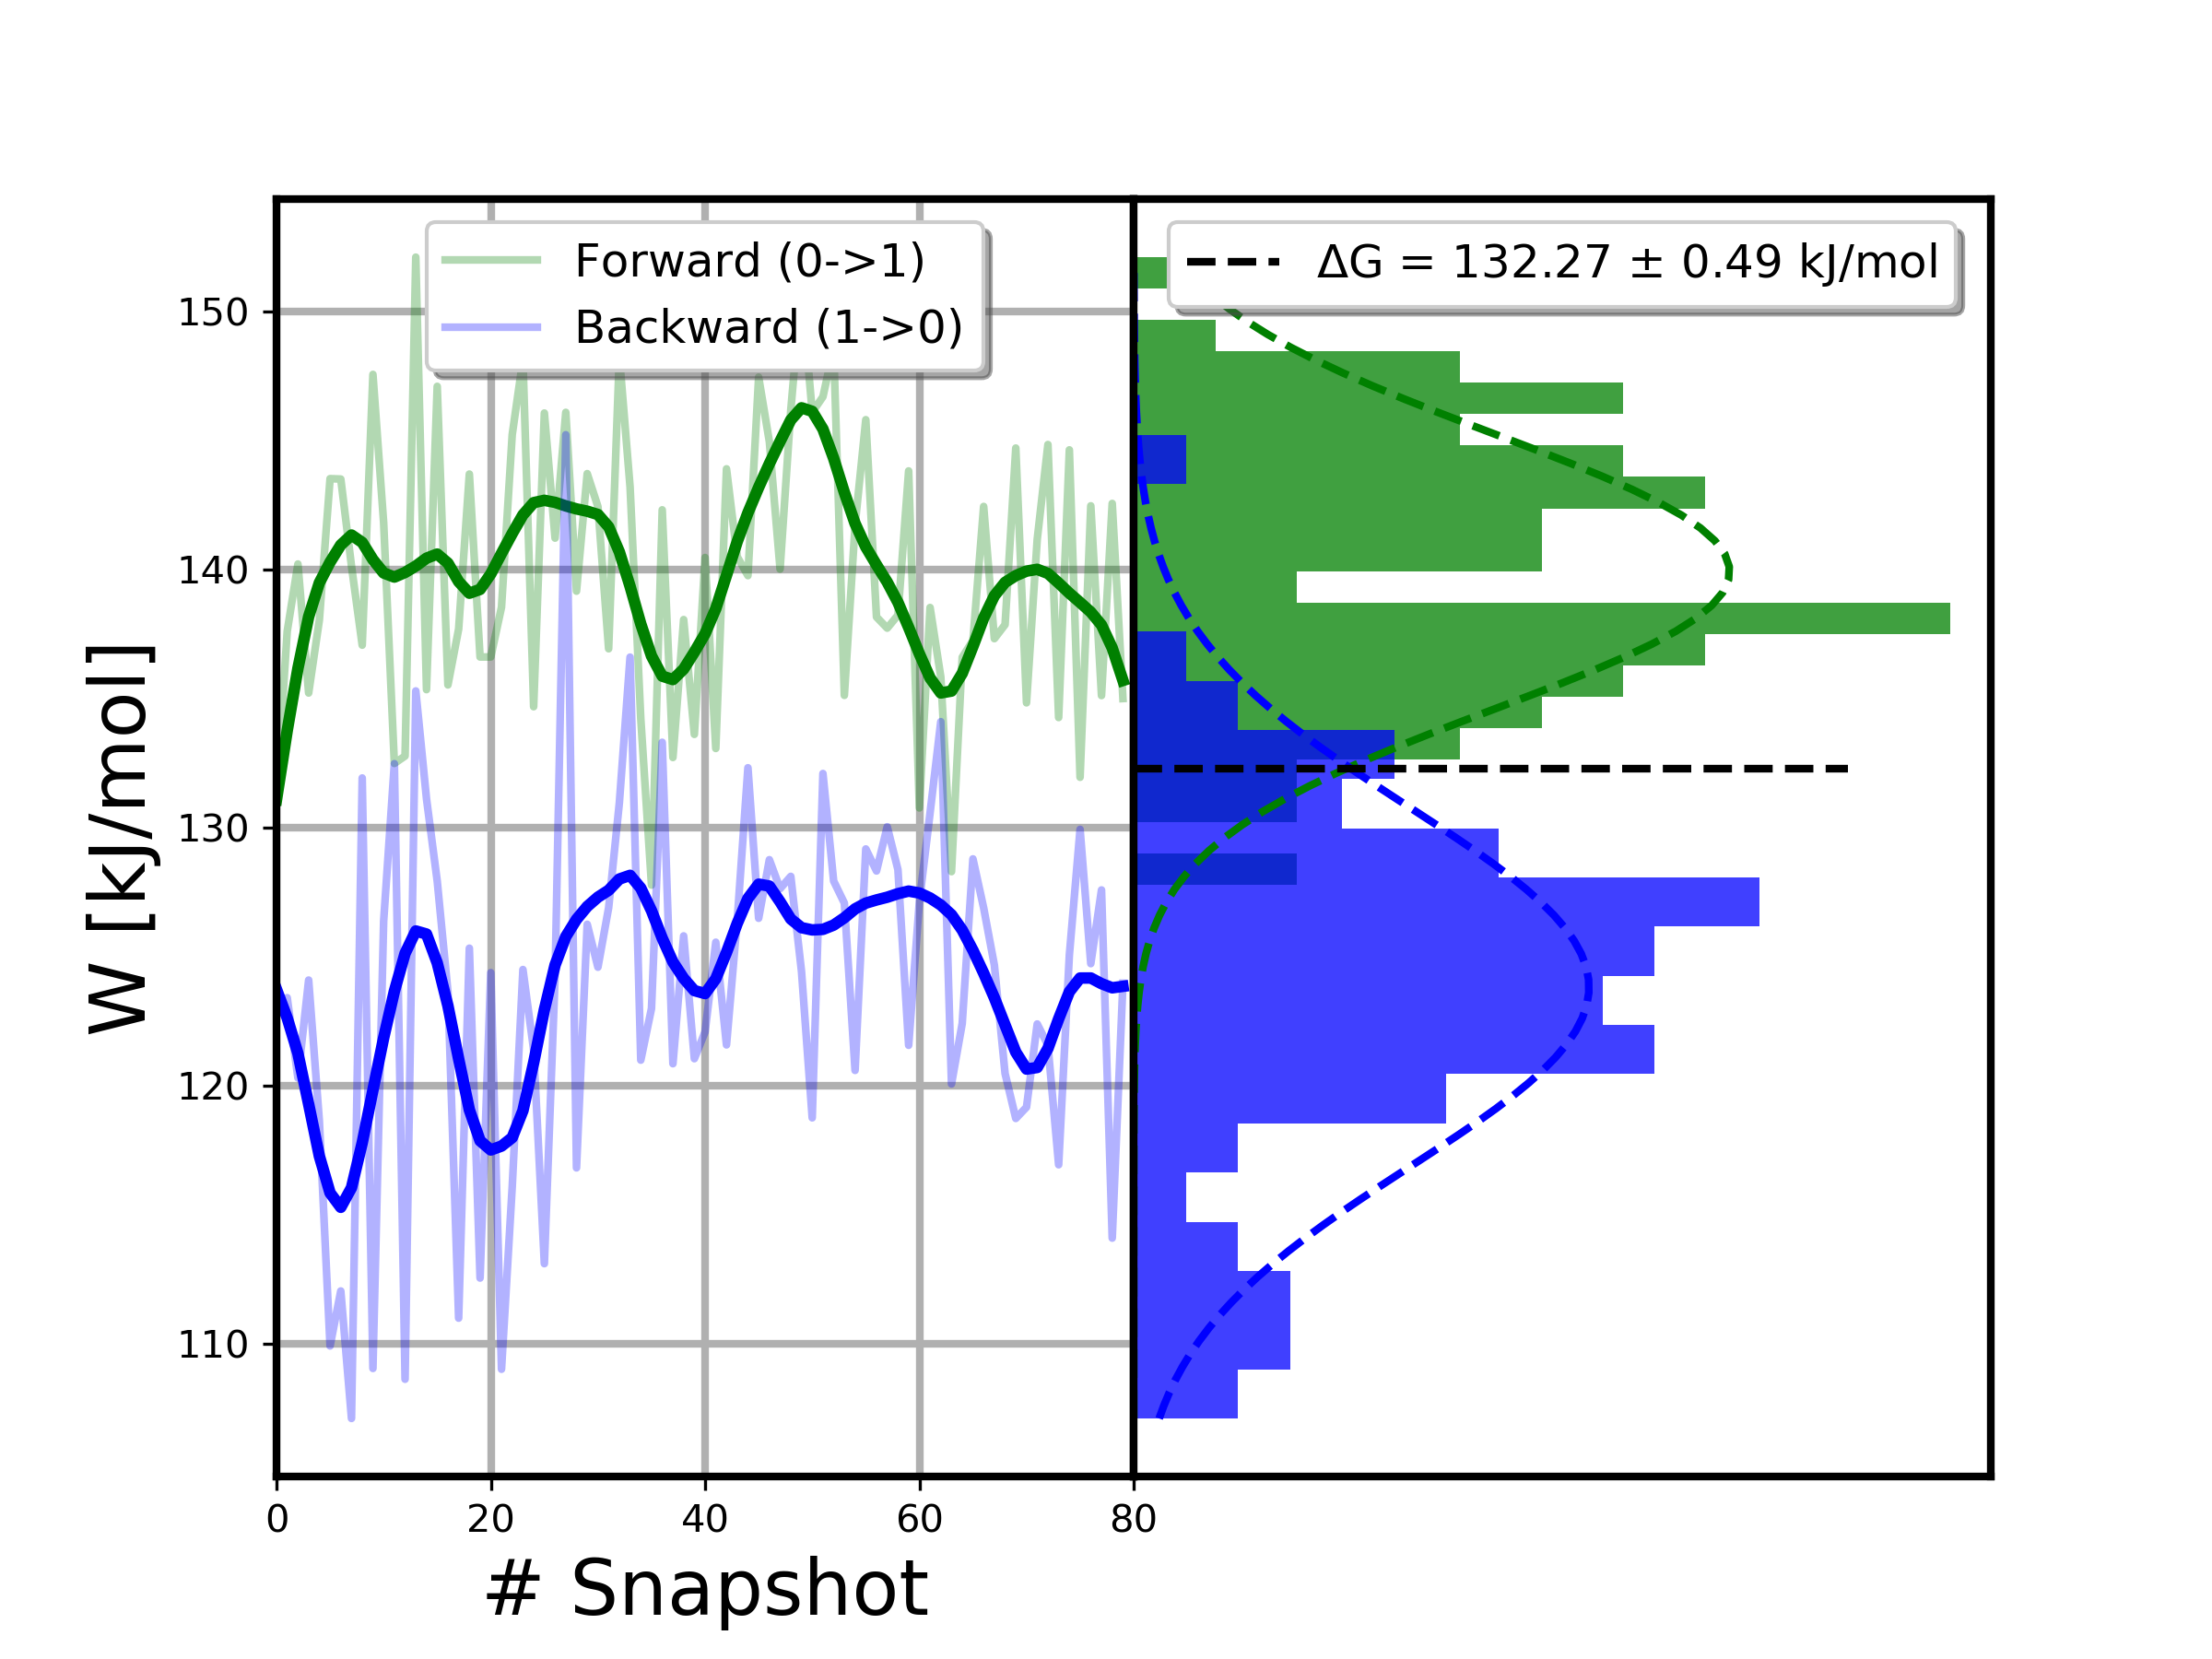 Forward (0->1)
Backward (1->0)
ΔG = 132.27 ± 0.49 kJ/mol
W [kJ/mol]
150
140
130
120
110
0 20 40 60 80
# Snapshot